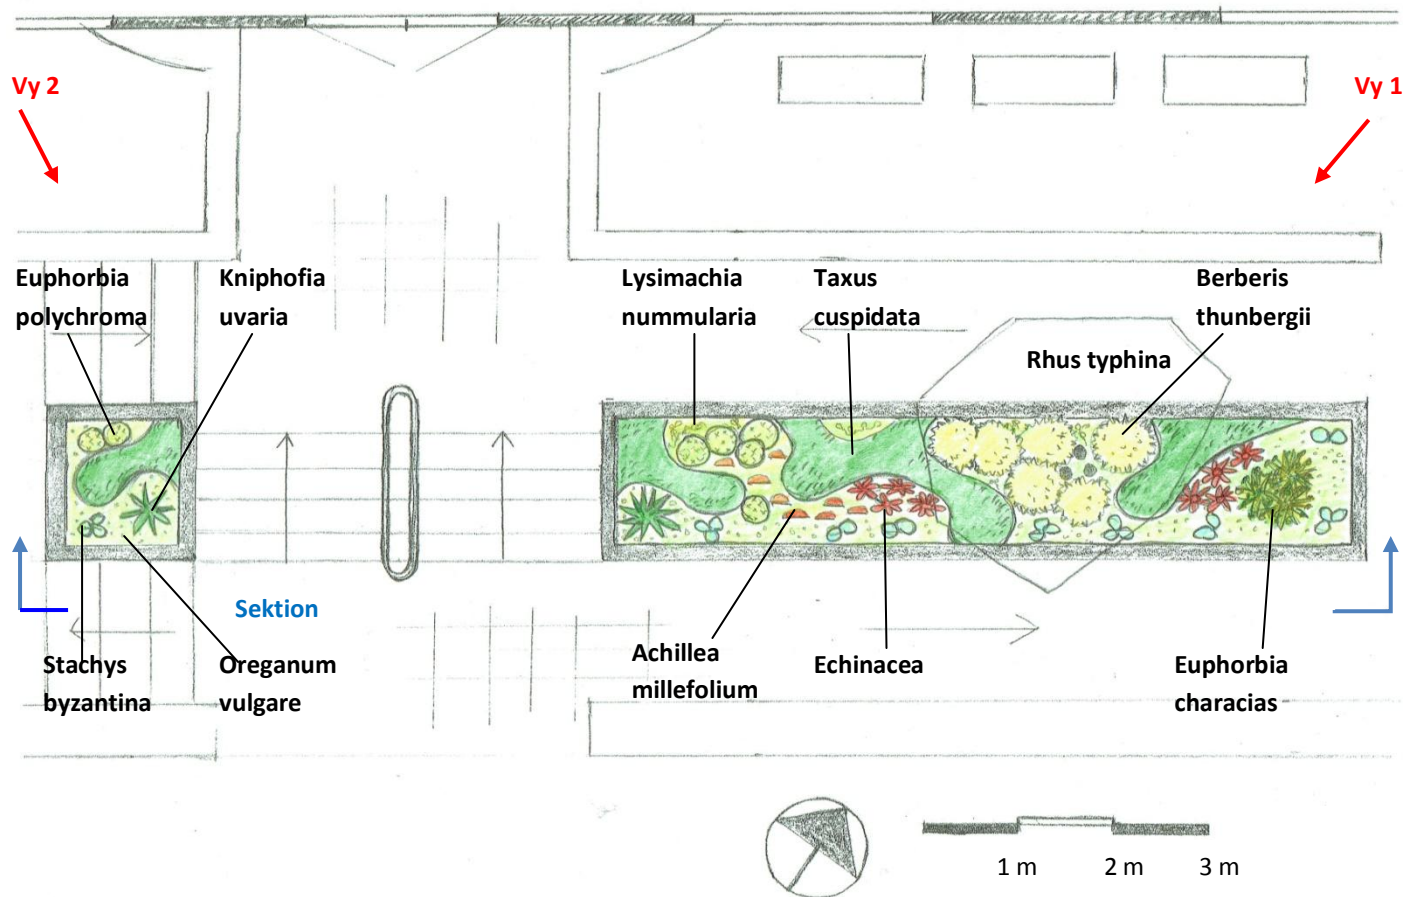 Vy 2
Vy 1
Euphorbia
polychroma
Kniphofia
uvaria
Lysimachia
nummularia
Taxus
cuspidata
Berberis
thunbergii
Rhus typhina
Sektion
Stachys
byzantina
Oreganum
vulgare
Achillea
millefolium
Echinacea
Euphorbia
characias
1 m
2 m
3 m